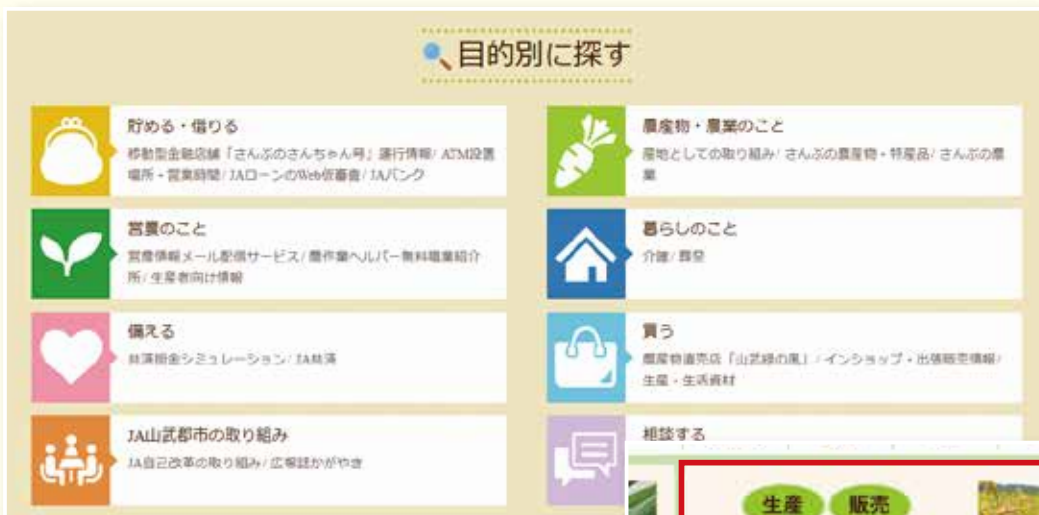 目的別に探す
貯める・借りる
移動型金融店舗「さんぶのさんちゃん号」運行情報/ ATM設置
場所・営業時間/ JAローンのWeb仮審査/ JAバンク
農産物・農業のこと
産地としての取り組み/ さんぶの農産物・特産品/ さんぶの農
業
営農のこと
営農情報メール配信サービス/ 農作業ヘルパー無料職業紹介
所/ 生産者向け情報
暮らしのこと
介護/ 葬祭
備える
共済掛金シミュレーション/ JA共済
買う
農産物直売店「山武緑の風」/ インショップ・出張販売情報/
生産・生活資材
JA山武郡市の取り組み
JA自己改革の取り組み/ 広報誌かがやき
相談する
生産 販売